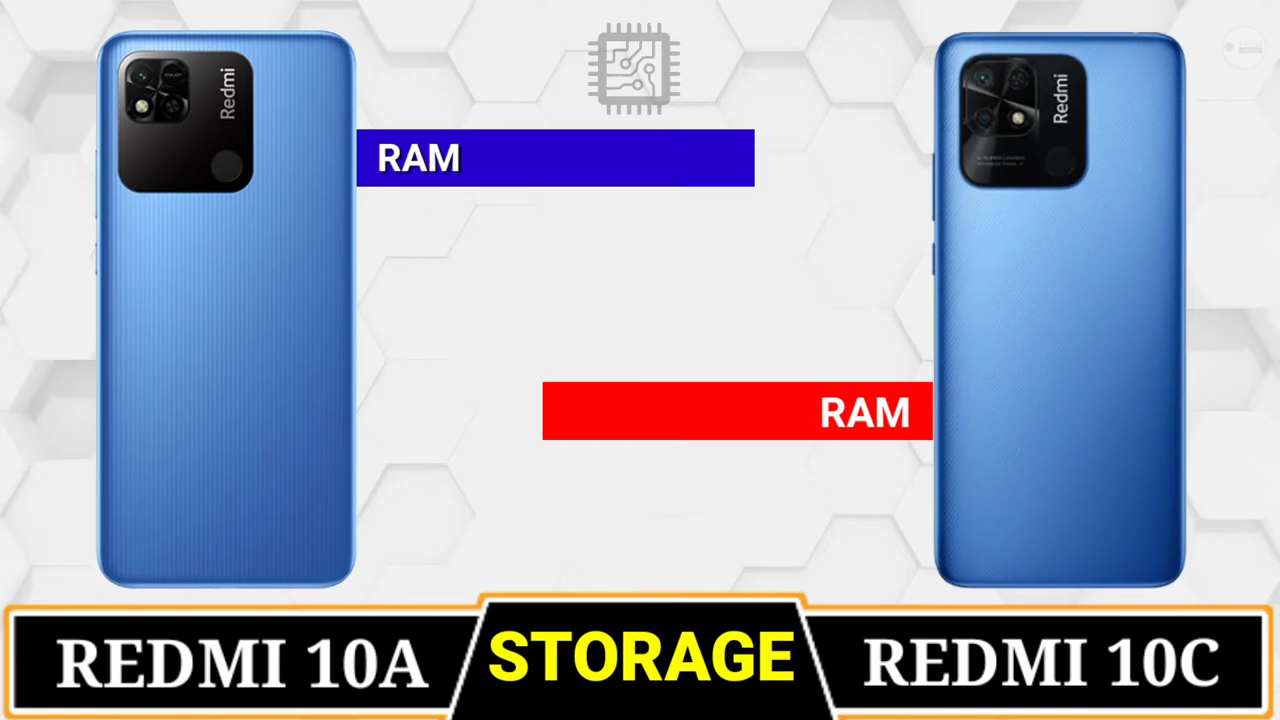 Redmi
RAM
Redmi
RAM
REDMI 10A
STORAGE
REDMI 10C